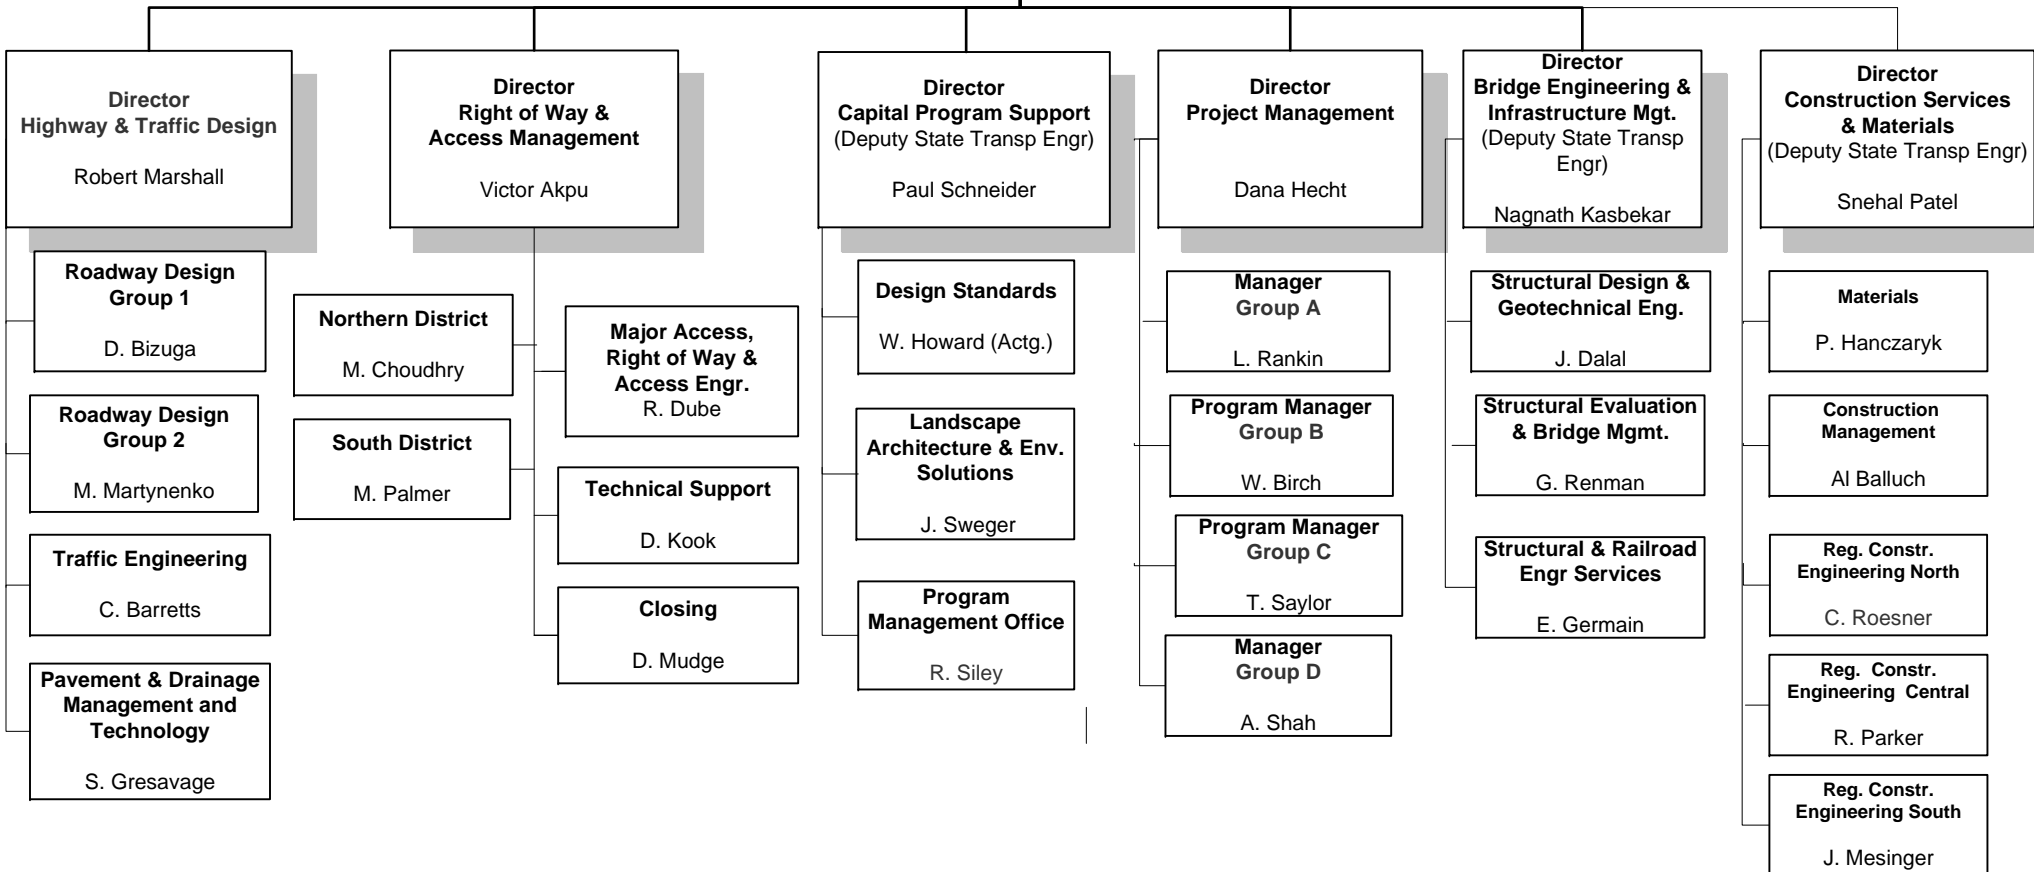 Director
Highway & Traffic Design
Robert Marshall
Roadway Design
Group 1
D. Bizuga
Roadway Design
Group 2
M. Martynenko
Traffic Engineering
C. Barretts
Pavement & Drainage
Management and
Technology
S. Gresavage
Director
Right of Way &
Access Management
Victor Akpu
Northern District
M. Choudhry
South District
M. Palmer
Major Access,
Right of Way &
Access Engr.
R. Dube
Technical Support
D. Kook
Closing
D. Mudge
Director
Capital Program Support
(Deputy State Transp Engr)
Paul Schneider
Design Standards
W. Howard (Actg.)
Landscape
Architecture & Env.
Solutions
J. Sweger
Program
Management Office
R. Siley
Director
Project Management
Dana Hecht
Manager
Group A
L. Rankin
Program Manager
Group B
W. Birch
Program Manager
Group C
T. Saylor
Manager
Group D
A. Shah
Director
Bridge Engineering &
Infrastructure Mgt.
(Deputy State Transp
Engr)
Nagnath Kasbekar
Structural Design &
Geotechnical Eng.
J. Dalal
Structural Evaluation
& Bridge Mgmt.
G. Renman
Structural & Railroad
Engr Services
E. Germain
Director
Construction Services
& Materials
(Deputy State Transp Engr)
Snehal Patel
Materials
P. Hanczaryk
Construction
Management
Al Balluch
Reg. Constr.
Engineering North
C. Roesner
Reg. Constr.
Engineering Central
R. Parker
Reg. Constr.
Engineering South
J. Mesinger